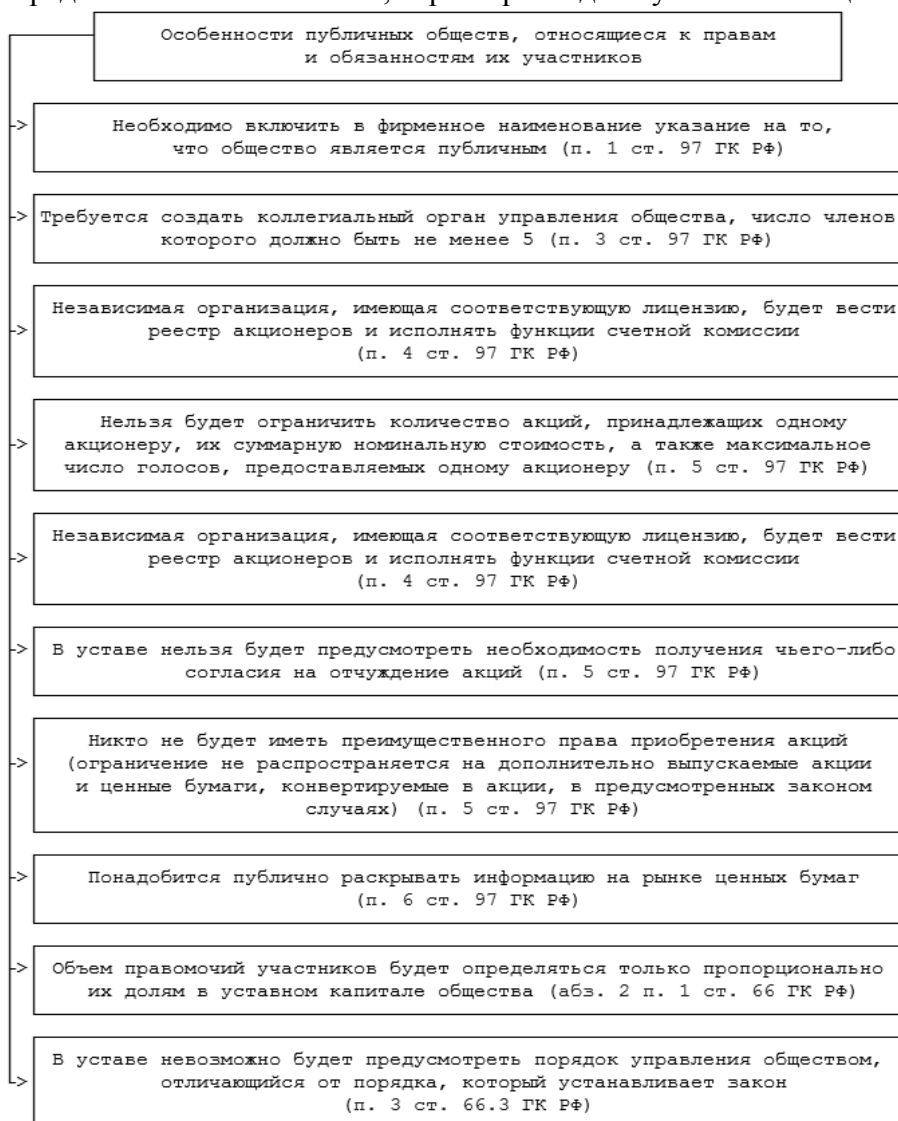 Особенности публичных обществ, относящиеся к правам
и обязанностям их участников
Необходимо включить в фирменное наименование указание на то,
что общество является публичным (п. 1 ст. 97 ГК РФ)
Требуется создать коллегиальный орган управления общества, число членов
которого должно быть не менее 5 (п. 3 ст. 97 ГК РФ)
Независимая организация, имеющая соответствующую лицензию, будет вести
реестр акционеров и исполнять функции счетной комиссии
(п. 4 ст. 97 ГК РФ)
Нельзя будет ограничить количество акций, принадлежащих одному
акционеру, их суммарную номинальную стоимость, а также максимальное
число голосов, предоставляемых одному акционеру (п. 5 ст. 97 ГК РФ)
Независимая организация, имеющая соответствующую лицензию, будет вести
реестр акционеров и исполнять функции счетной комиссии
(п. 4 ст. 97 ГК РФ)
В уставе нельзя будет предусмотреть необходимость получения чьего-либо
согласия на отчуждение акций (п. 5 ст. 97 ГК РФ)
Никто не будет иметь преимущественного права приобретения акций
(ограничение не распространяется на дополнительно выпускаемые акции
и ценные бумаги, конвертируемые в акции, в предусмотренных законом
случаях) (п. 5 ст. 97 ГК РФ)
Понадобится публично раскрывать информацию на рынке ценных бумаг
(п. 6 ст. 97 ГК РФ)
Объем правомочий участников будет определяться только пропорционально
их долям в уставном капитале общества (абз. 2 п. 1 ст. 66 ГК РФ)
В уставе невозможно будет предусмотреть порядок управления обществом,
отличающийся от порядка, который устанавливает закон
(п. 3 ст. 66.3 ГК РФ)